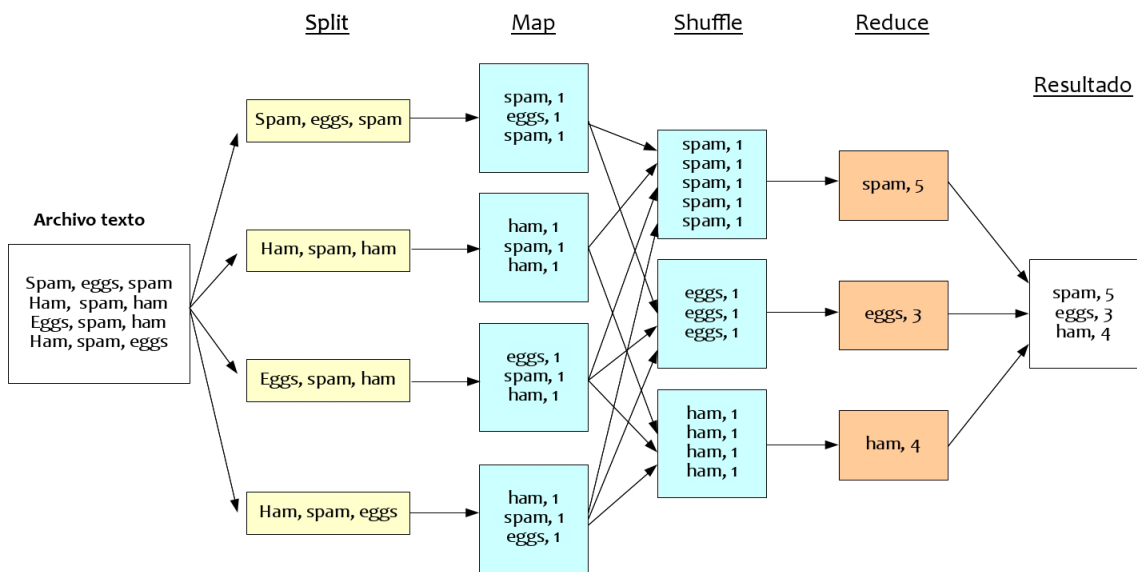 Split
Map
Shuffle
Reduce
Resultado
Archivo texto
Spam, eggs, spam
Ham, spam, ham
Eggs, spam, ham
Ham, spam, eggs
Spam, eggs, spam
Ham, spam, ham
Eggs, spam, ham
Ham, spam, eggs
spam, 1
eggs, 1
spam, 1
ham, 1
spam, 1
ham, 1
eggs, 1
spam, 1
ham, 1
ham, 1
spam, 1
eggs, 1
spam, 1
spam, 1
spam, 1
spam, 1
spam, 1
eggs, 1
eggs, 1
eggs, 1
ham, 1
ham, 1
ham, 1
ham, 1
spam, 5
eggs, 3
ham, 4
spam, 5
eggs, 3
ham, 4